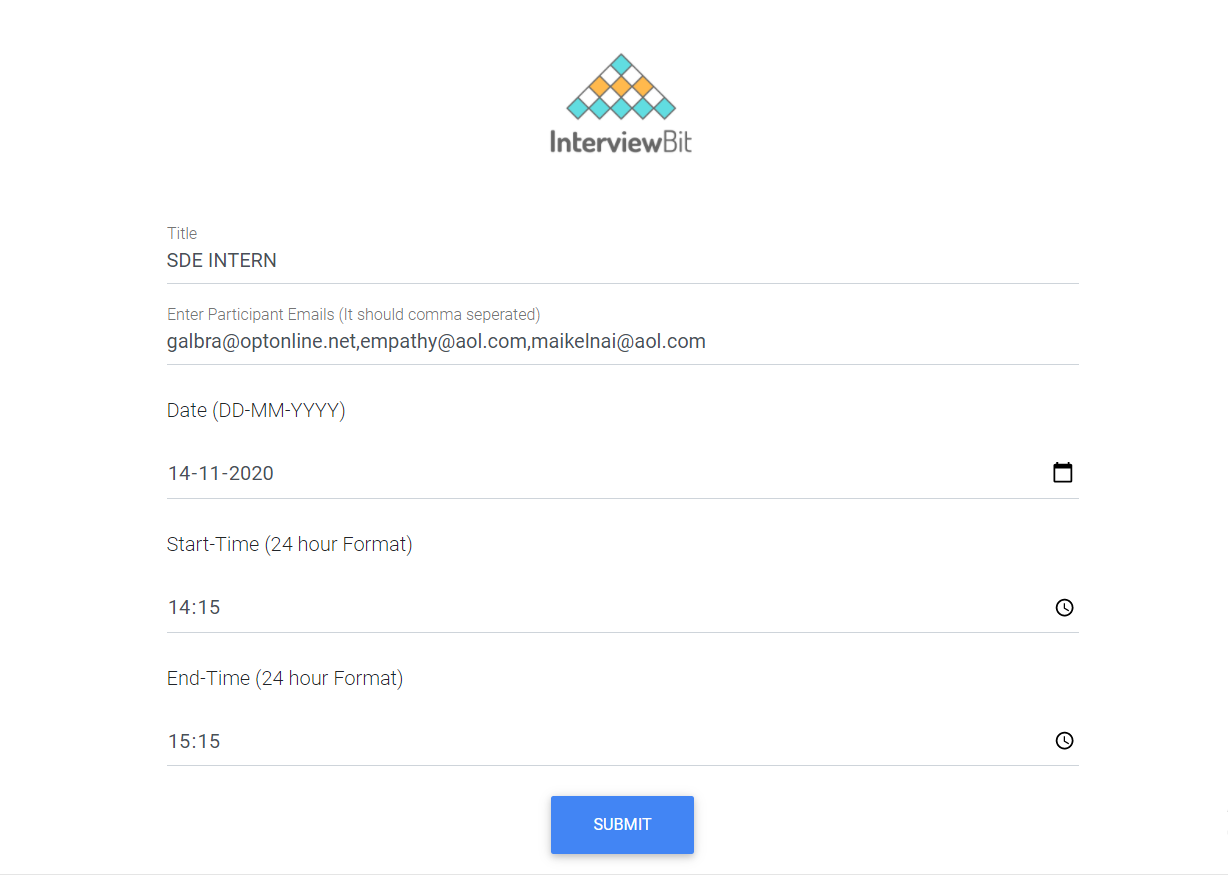 InterviewBit
Title
SDE INTERN
Enter Participant Emails (It should comma seperated)
galbra@optonline.net,empathy@aol.com,maikelnai@aol.com
Date (DD-MM-YYYY)
14-11-2020
Start-Time (24 hour Format)
14:15
End-Time (24 hour Format)
15:15
SUBMIT